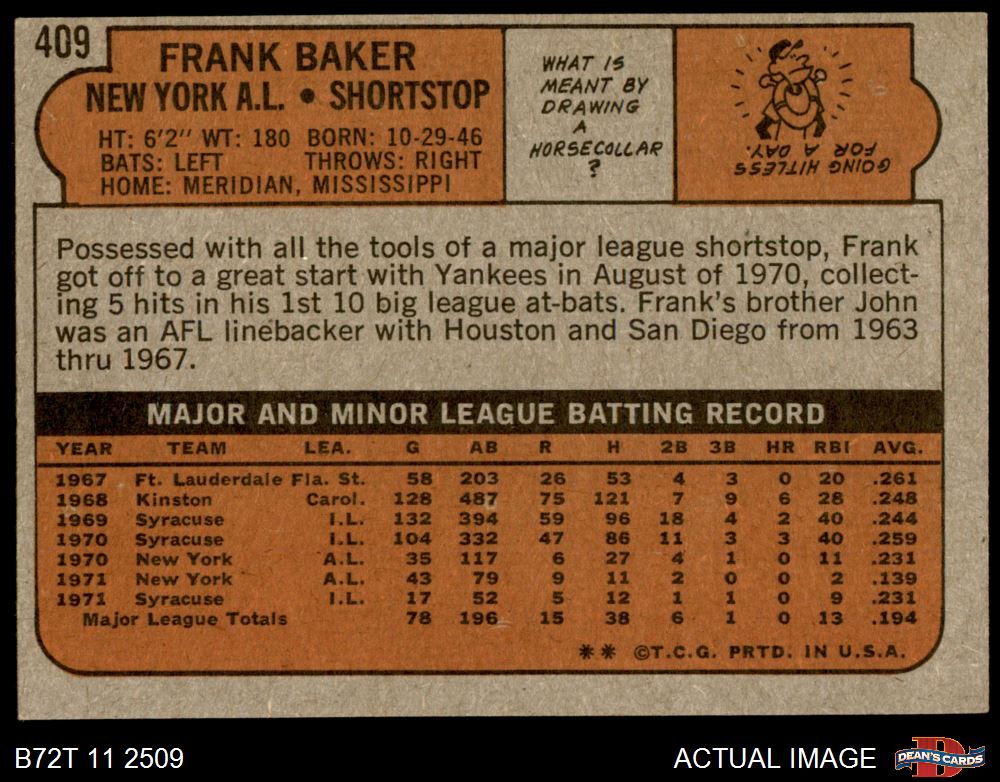 409
FRANK BAKER
NEW YORK A.L. • SHORTSTOP
HT: 6'2" WT: 180 BORN: 10-29-46
BATS: LEFT THROWS: RIGHT
HOME: MERIDIAN, MISSISSIPPI
WHAT IS
MEANT BY
DRAWING
A
HORSECOLLAR
?
GOING HITLESS
FOR A DAY.
Possessed with all the tools of a major league shortstop, Frank
got off to a great start with Yankees in August of 1970, collect-
ing 5 hits in his 1st 10 big league at-bats. Frank's brother John
was an AFL linebacker with Houston and San Diego from 1963
thru 1967.
MAJOR AND MINOR LEAGUE BATTING RECORD
YEAR TEAM LEA. G AB R H 2B 3B HR RBI AVG.
1967 Ft. Lauderdale Fla. St. 58 203 26 53 4 3 0 20 .261
1968 Kinston Carol. 128 487 75 121 7 9 6 28 .248
1969 Syracuse I.L. 132 394 59 96 18 4 2 40 .244
1970 Syracuse I.L. 104 332 47 86 11 3 3 40 .259
1970 New York A.L. 35 117 6 27 4 1 0 11 .231
1971 New York A.L. 43 79 9 11 2 0 0 2 .139
1971 Syracuse I.L. 17 52 5 12 1 1 0 9 .231
Major League Totals 78 196 15 38 6 1 0 13 .194
** ©T.C.G. PRTD. IN U.S.A.
B72T 11 2509
ACTUAL IMAGE
D
DEAN'S CARDS